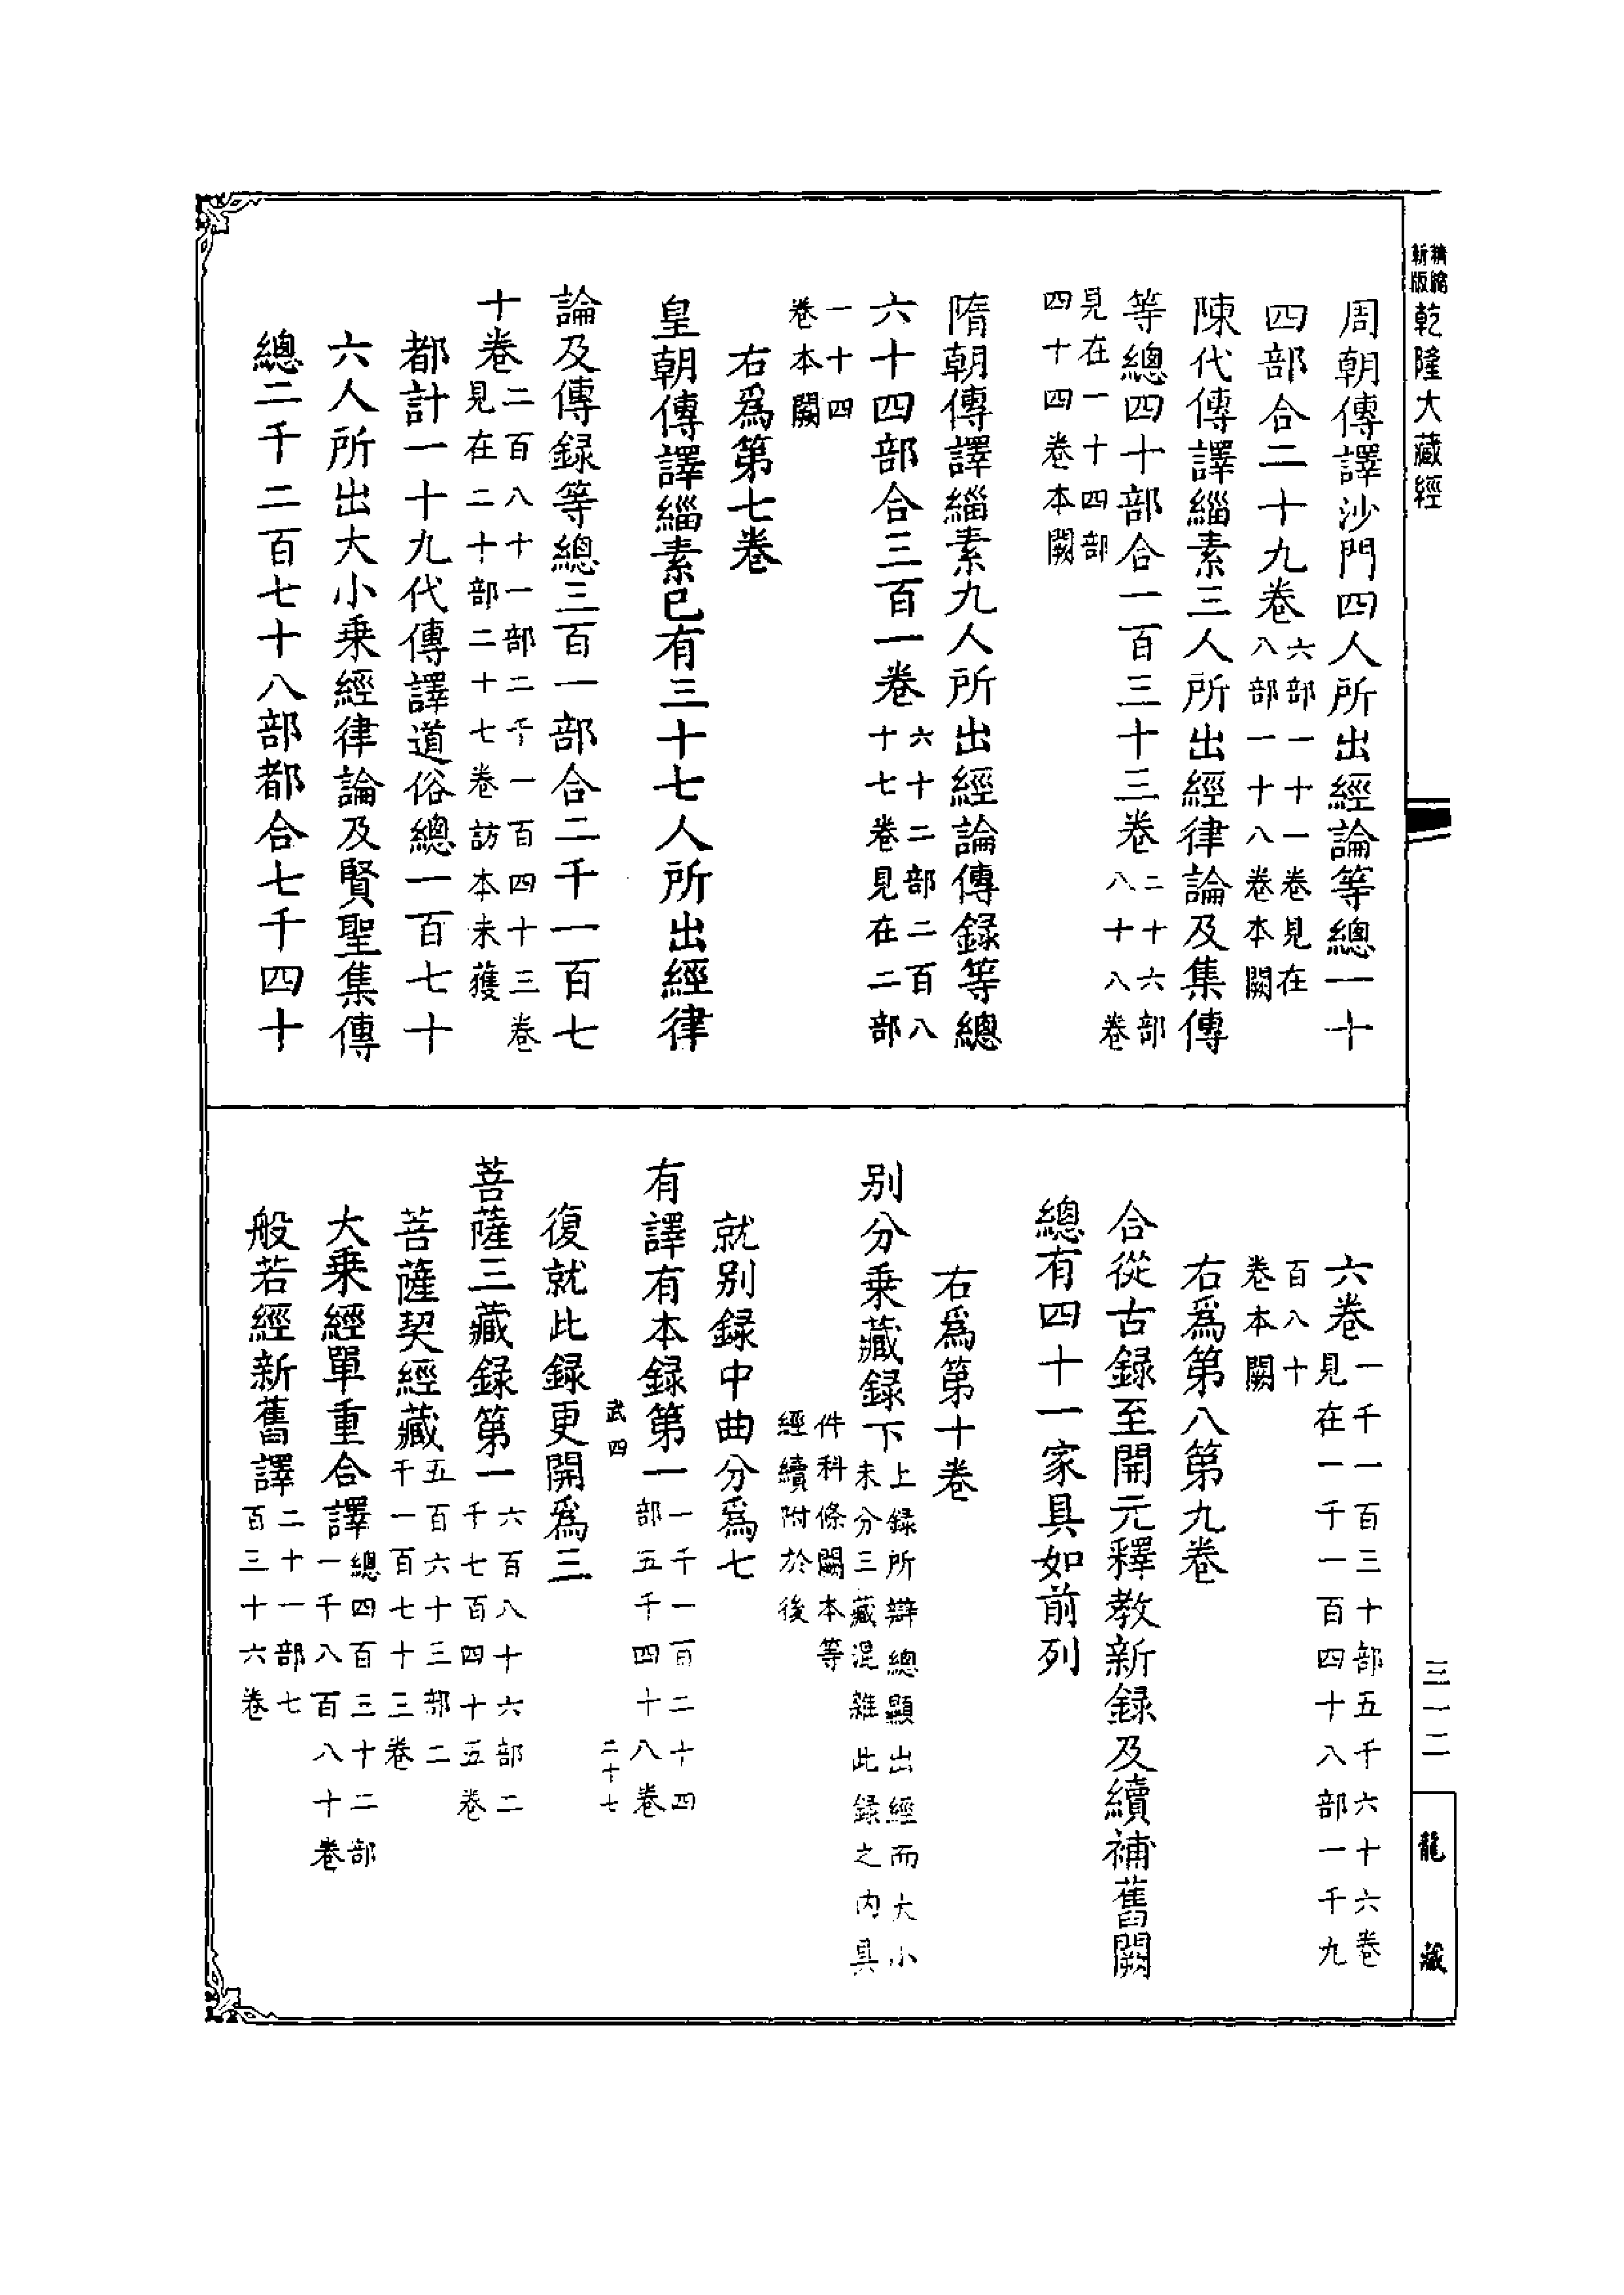 精縮
新版
乾隆大藏經
周朝傳譯沙門四人所出經論等總一十
四部合二十九卷六部一十一卷見在
八部一十八卷本闕
陳代傳譯緇素三人所出經律論及集傳
等總四十部合一百三十三卷二十六部
八十八卷
見在一十四部
四十四卷本闕
隋朝傳譯緇素九人所出經論傳録等總
六十四部合三百一卷六十二部二百八
十七卷見在二部
一十四
卷本闕
右爲第七卷
皇朝傳譯緇素已有三十七人所出經律
論及傳録等總三百一部合二千一百七
十卷二百八十一部二千一百四十三卷
見在二十部二十七卷訪本未獲
都計一十九代傳譯道俗總一百七十
六人所出大小乗經律論及賢聖集傳
總二千二百七十八部都合七千四十
六卷一千一百三十部五千六十六卷
見在一千一百四十八部一千九
百八十
卷本闕
右爲第八第九卷
合從古録至開元釋教新録及續補舊闕
總有四十一家具如前列
右爲第十卷
别分乗藏録下上録所辯總顯出經而大小
未分三藏混雜此録之内具
件科條闕本等
經續附於後
就别録中曲分爲七
有譯有本録第一一千一百二十四
部五千四十八卷
武四
二十七
復就此録更開爲三
菩薩三藏録第一六百八十六部二
千七百四十五卷
菩薩契經藏五百六十三部二
千一百七十三卷
大乗經單重合譯總四百三十二部
一千八百八十卷
般若經新舊譯二十一部七
百三十六卷
三一二
龍藏